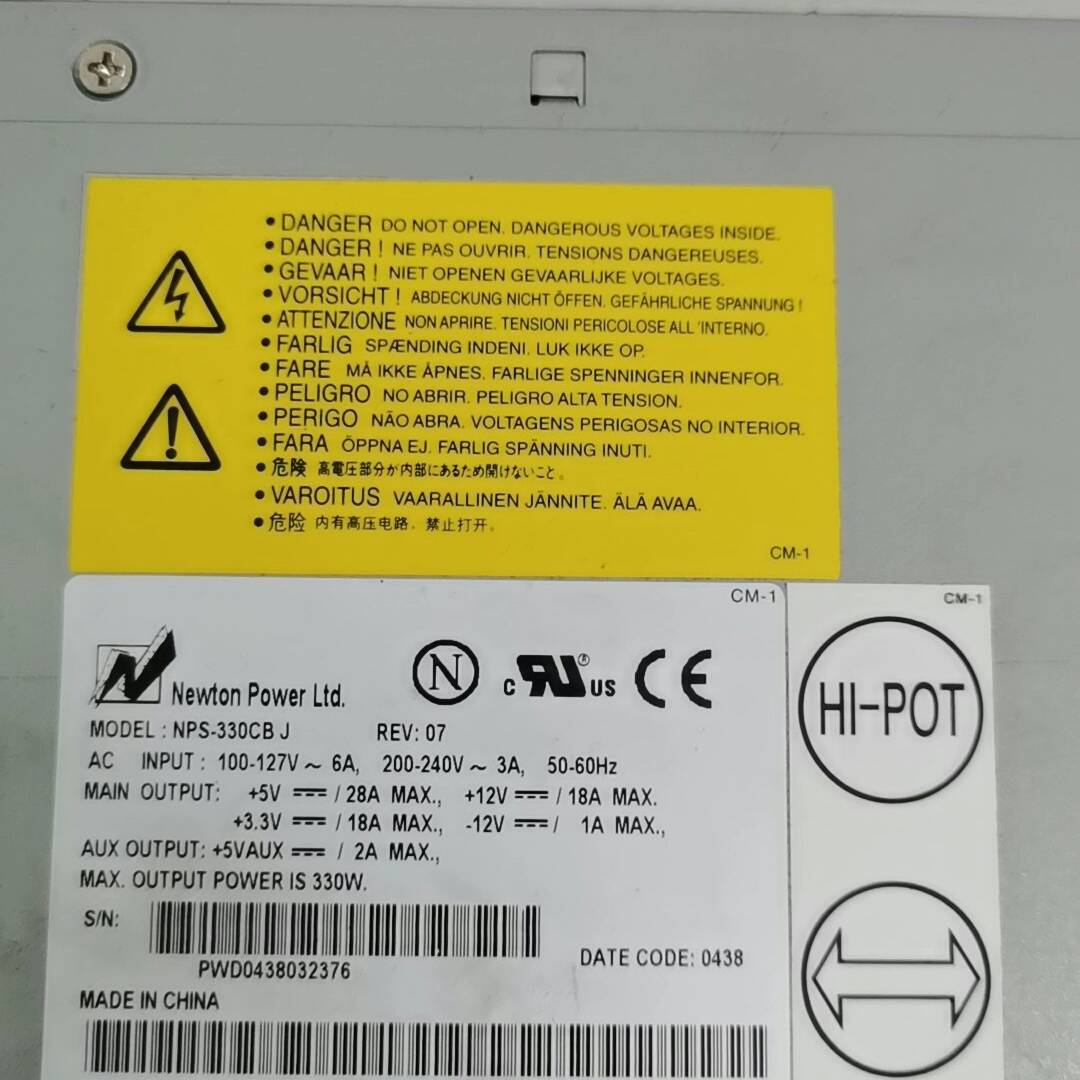 • DANGER DO NOT OPEN. DANGEROUS VOLTAGES INSIDE.
• DANGER ! NE PAS OUVRIR. TENSIONS DANGEREUSES.
• GEVAAR ! NIET OPENEN GEVAARLIJKE VOLTAGES.
• VORSICHT ! ABDECKUNG NICHT ÖFFEN. GEFÄHRLICHE SPANNUNG !
• ATTENZIONE NON APRIRE. TENSIONI PERICOLOSE ALL'INTERNO.
• FARLIG SPÆNDING INDENI. LUK IKKE OP.
• FARE MÅ IKKE ÅPNES. FARLIGE SPENNINGER INNENFOR.
• PELIGRO NO ABRIR. PELIGRO ALTA TENSION.
• PERIGO NÃO ABRA. VOLTAGENS PERIGOSAS NO INTERIOR.
• FARA ÖPPNA EJ. FARLIG SPÄNNING INUTI.
• 危険 高電圧部分が内部にあるため開けないこと。
• VAROITUS VAARALLINEN JÄNNITE. ÄLÄ AVAA.
• 危险 内有高压电路. 禁止打开。
CM-1
CM-1
N
Newton Power Ltd.
N c RU ® US CE
MODEL : NPS-330CB J REV: 07
AC INPUT : 100-127V ~ 6A, 200-240V ~ 3A, 50-60Hz
MAIN OUTPUT: +5V ⎓ / 28A MAX., +12V ⎓ / 18A MAX.
+3.3V ⎓ / 18A MAX., -12V ⎓ / 1A MAX.,
AUX OUTPUT: +5VAUX ⎓ / 2A MAX.,
MAX. OUTPUT POWER IS 330W.
S/N:
PWD0438032376
DATE CODE: 0438
MADE IN CHINA
CM-1
HI-POT